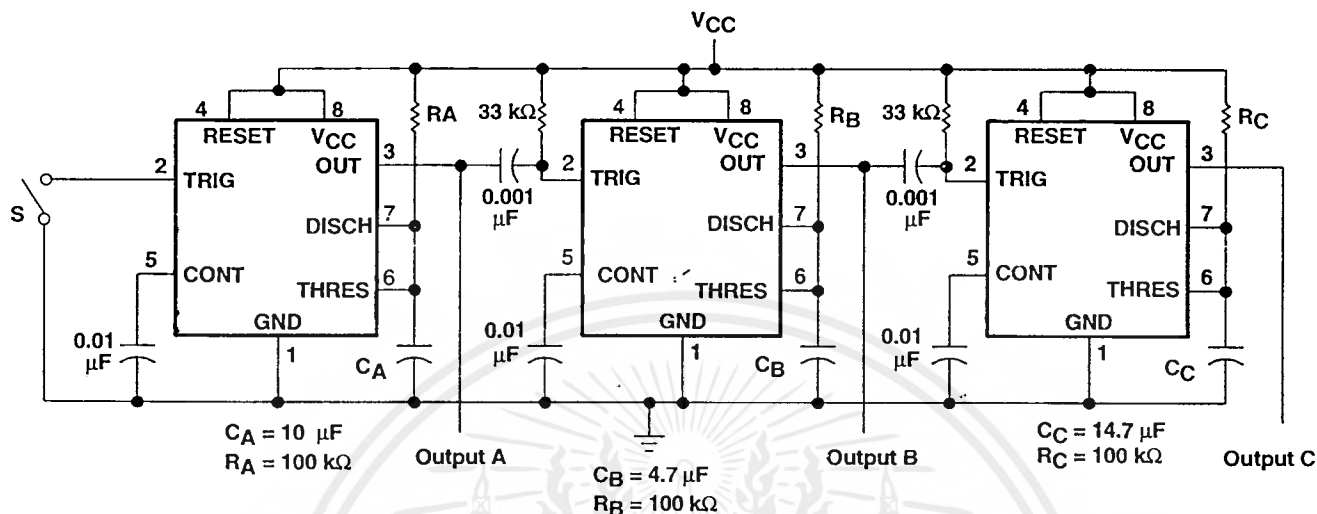 VCC
4 8
RESET VCC
OUT 3
2 TRIG
S
DISCH 7
5 CONT
THRES 6
GND
1
0.01 µF
RA
CA
33 kΩ
0.001 µF
4 8
RESET VCC
OUT 3
2 TRIG
DISCH 7
5 CONT
THRES 6
GND
1
0.01 µF
RB
CB
33 kΩ
0.001 µF
4 8
RESET VCC
OUT 3
2 TRIG
DISCH 7
5 CONT
THRES 6
GND
1
0.01 µF
RC
CC
CA = 10 µF
RA = 100 kΩ
Output A
CB = 4.7 µF
RB = 100 kΩ
Output B
CC = 14.7 µF
RC = 100 kΩ
Output C